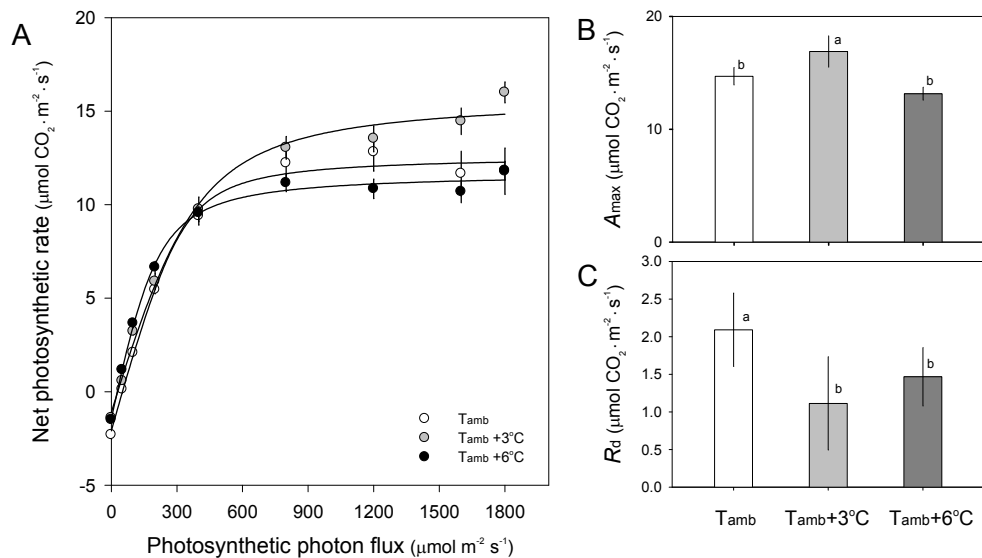 A
Net photosynthetic rate (μmol CO₂ m⁻² · s⁻¹)
20
15
10
5
0
-5
0 300 600 900 1200 1500 1800
Photosynthetic photon flux (μmol m⁻² s⁻¹)
Tamb
Tamb +3°C
Tamb +6°C
B
Amax (μmol CO₂ · m⁻² · s⁻¹)
20
10
0
b
a
b
C
Rd (μmol CO₂ · m⁻² · s⁻¹)
3.0
2.5
2.0
1.5
1.0
0.5
0.0
a
b
b
Tamb Tamb+3°C Tamb+6°C